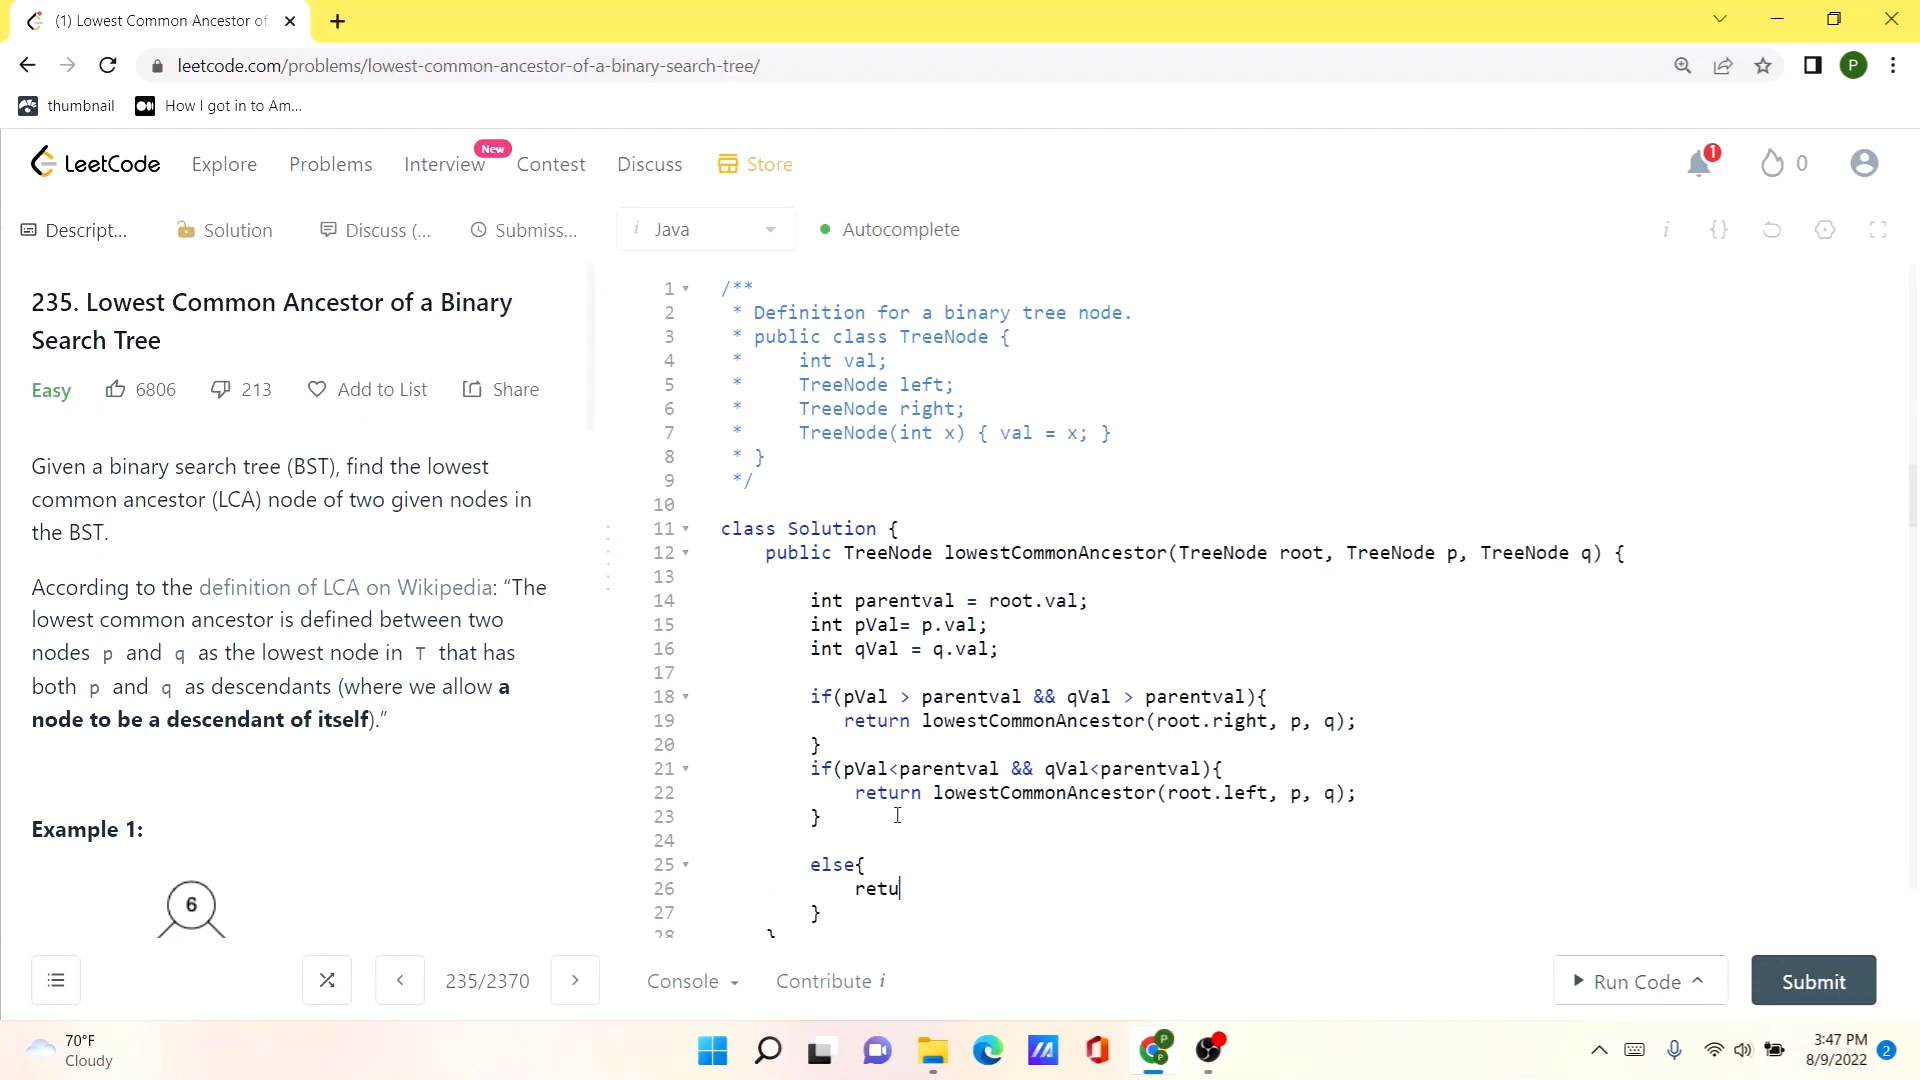 (1) Lowest Common Ancestor of
leetcode.com/problems/lowest-common-ancestor-of-a-binary-search-tree/
P
thumbnail
How I got in to Am...
LeetCode
Explore
Problems
Interview
New
Contest
Discuss
Store
1
0
Descript...
Solution
Discuss (...
Submiss...
i Java
Autocomplete
i {}
235. Lowest Common Ancestor of a Binary
Search Tree
Easy
6806
213
Add to List
Share
Given a binary search tree (BST), find the lowest
common ancestor (LCA) node of two given nodes in
the BST.
According to the definition of LCA on Wikipedia: “The
lowest common ancestor is defined between two
nodes p and q as the lowest node in T that has
both p and q as descendants (where we allow a
node to be a descendant of itself).”
Example 1:
6
1 /**
2  * Definition for a binary tree node.
3  * public class TreeNode {
4  *     int val;
5  *     TreeNode left;
6  *     TreeNode right;
7  *     TreeNode(int x) { val = x; }
8  * }
9  */
10
11 class Solution {
12     public TreeNode lowestCommonAncestor(TreeNode root, TreeNode p, TreeNode q) {
13
14         int parentval = root.val;
15         int pVal= p.val;
16         int qVal = q.val;
17
18         if(pVal > parentval && qVal > parentval){
19            return lowestCommonAncestor(root.right, p, q);
20         }
21         if(pVal<parentval && qVal<parentval){
22             return lowestCommonAncestor(root.left, p, q);
23         }
24
25         else{
26             retu
27         }
28     }
235/2370
Console
Contribute i
Run Code
Submit
70°F
Cloudy
P
3:47 PM
8/9/2022
2